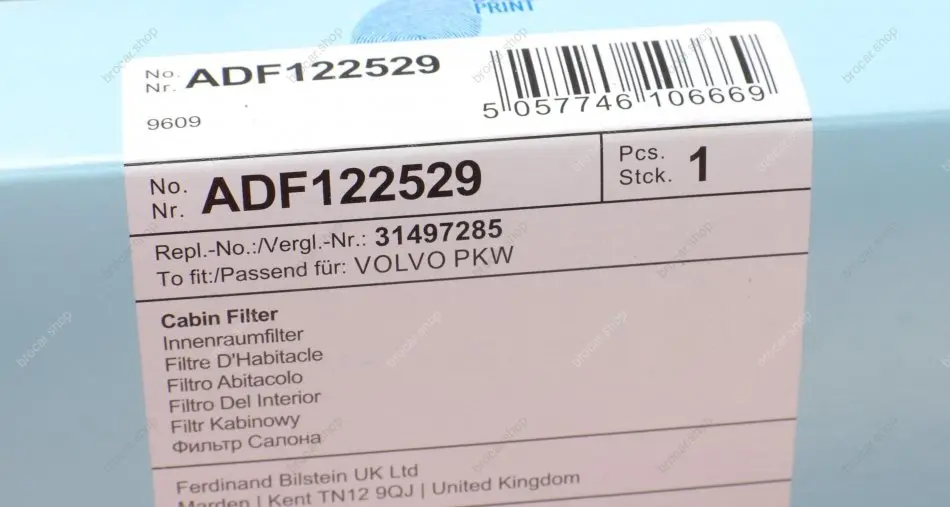 PRINT
No.
Nr. ADF122529
9609
5 057746 106669
No.
Nr. ADF122529
Pcs.
Stck. 1
Repl.-No.:/Vergl.-Nr.: 31497285
To fit:/Passend für: VOLVO PKW
Cabin Filter
Innenraumfilter
Filtre D'Habitacle
Filtro Abitacolo
Filtro Del Interior
Filtr Kabinowy
Фильтр Салона
Ferdinand Bilstein UK Ltd
Marden | Kent TN12 9QJ | United Kingdom
brocar.shop